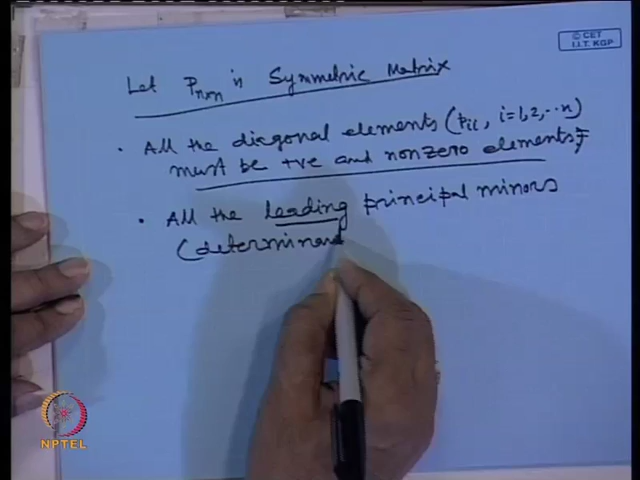 © CET
I.I.T. KGP
Let Pnxn is Symmetric Matrix
• All the diagonal elements (Pii, i=1,2,..n)
must be +ve and nonzero elements;
• All the leading principal minors
(determinant
NPTEL